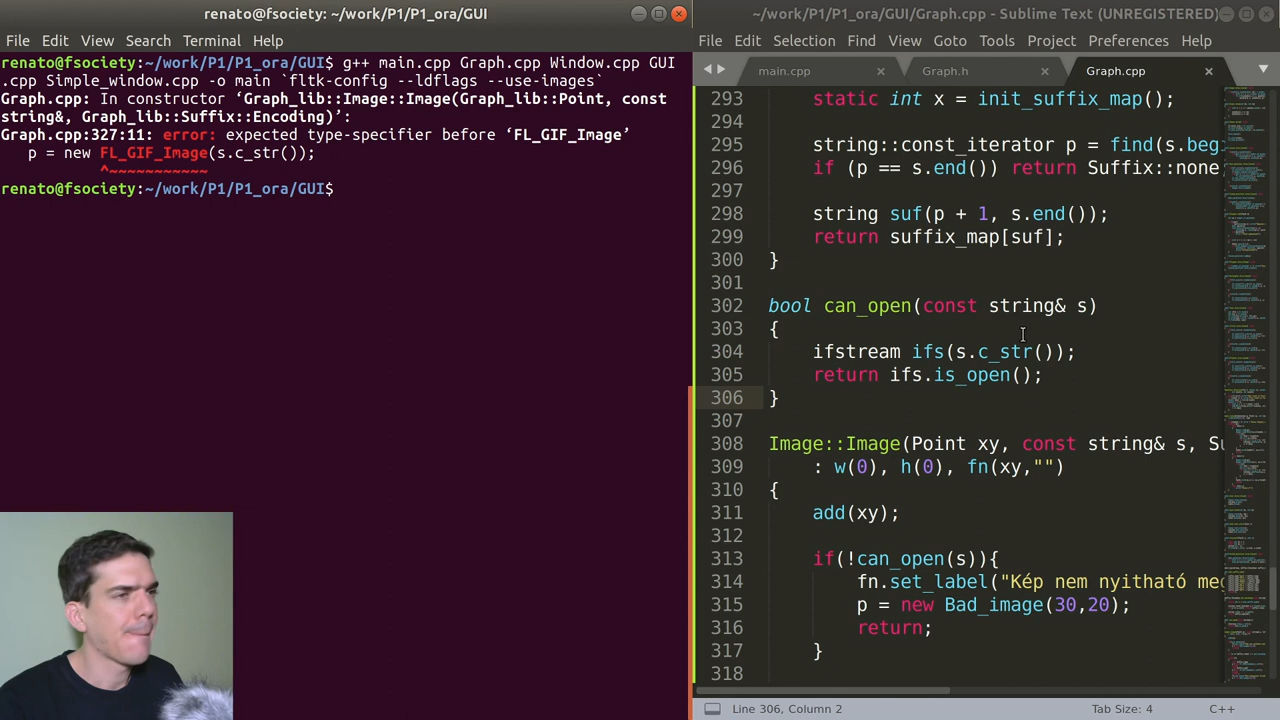 renato@fsociety: ~/work/P1/P1_ora/GUI
File Edit View Search Terminal Help
renato@fsociety:~/work/P1/P1_ora/GUI$ g++ main.cpp Graph.cpp Window.cpp GUI
.cpp Simple_window.cpp -o main `fltk-config --ldflags --use-images`
Graph.cpp: In constructor ‘Graph_lib::Image::Image(Graph_lib::Point, const
string&, Graph_lib::Suffix::Encoding)’:
Graph.cpp:327:11: error: expected type-specifier before ‘FL_GIF_Image’
p = new FL_GIF_Image(s.c_str());
^~~~~~~~~~~~
renato@fsociety:~/work/P1/P1_ora/GUI$
~/work/P1/P1_ora/GUI/Graph.cpp - Sublime Text (UNREGISTERED)
File Edit Selection Find View Goto Tools Project Preferences Help
main.cpp Graph.h Graph.cpp
293 static int x = init_suffix_map();
294
295 string::const_iterator p = find(s.beg
296 if (p == s.end()) return Suffix::none
297
298 string suf(p + 1, s.end());
299 return suffix_map[suf];
300 }
301
302 bool can_open(const string& s)
303 {
304 ifstream ifs(s.c_str());
305 return ifs.is_open();
306 }
307
308 Image::Image(Point xy, const string& s, Su
309 : w(0), h(0), fn(xy,"")
310 {
311 add(xy);
312
313 if(!can_open(s)){
314 fn.set_label("Kép nem nyitható me
315 p = new Bad_image(30,20);
316 return;
317 }
318
Line 306, Column 2 Tab Size: 4 C++